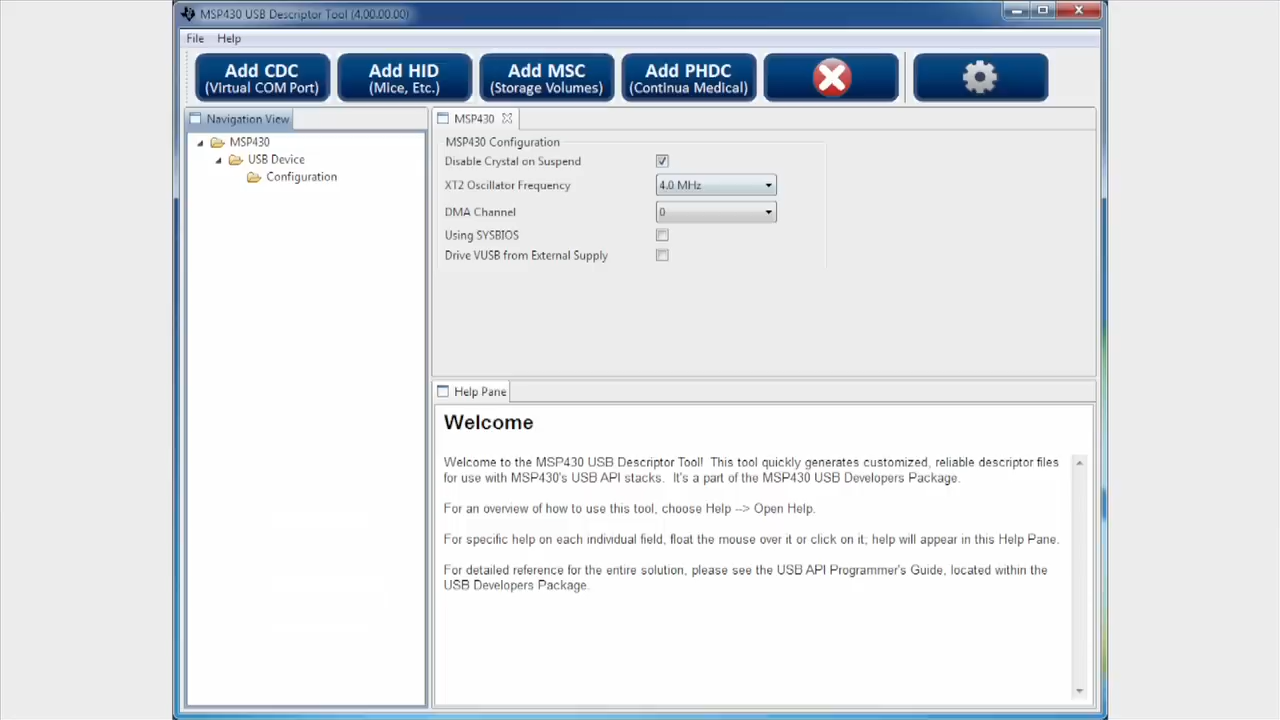 MSP430 USB Descriptor Tool (4.00.00.00)
File Help
Add CDC
(Virtual COM Port)
Add HID
(Mice, Etc.)
Add MSC
(Storage Volumes)
Add PHDC
(Continua Medical)
Navigation View
MSP430
USB Device
Configuration
MSP430
MSP430 Configuration
Disable Crystal on Suspend
XT2 Oscillator Frequency 4.0 MHz
DMA Channel 0
Using SYSBIOS
Drive VUSB from External Supply
Help Pane
Welcome
Welcome to the MSP430 USB Descriptor Tool! This tool quickly generates customized, reliable descriptor files
for use with MSP430's USB API stacks. It's a part of the MSP430 USB Developers Package.
For an overview of how to use this tool, choose Help --> Open Help.
For specific help on each individual field, float the mouse over it or click on it; help will appear in this Help Pane.
For detailed reference for the entire solution, please see the USB API Programmer's Guide, located within the
USB Developers Package.